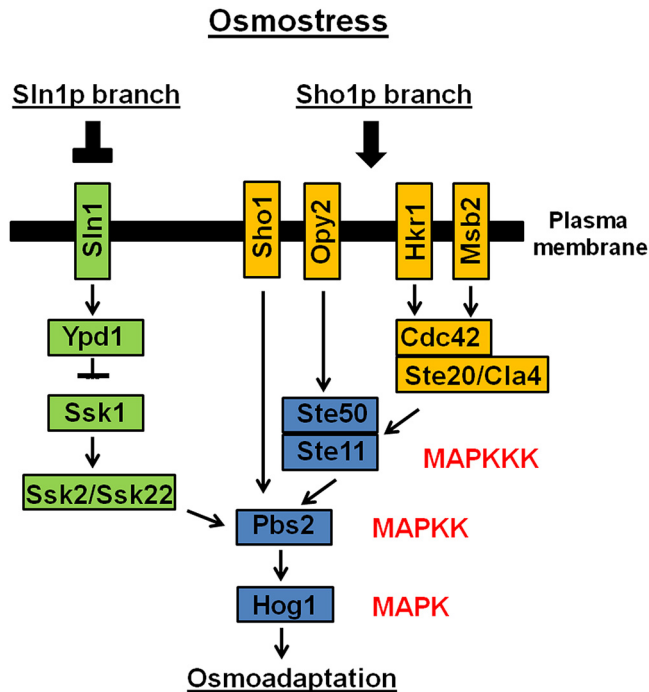 Osmostress
Sln1p branch
Sho1p branch
Sln1
Sho1
Opy2
Hkr1
Msb2
Plasma
membrane
Ypd1
Cdc42
Ste20/Cla4
Ssk1
Ste50
Ste11
MAPKKK
Ssk2/Ssk22
Pbs2
MAPKK
Hog1
MAPK
Osmoadaptation